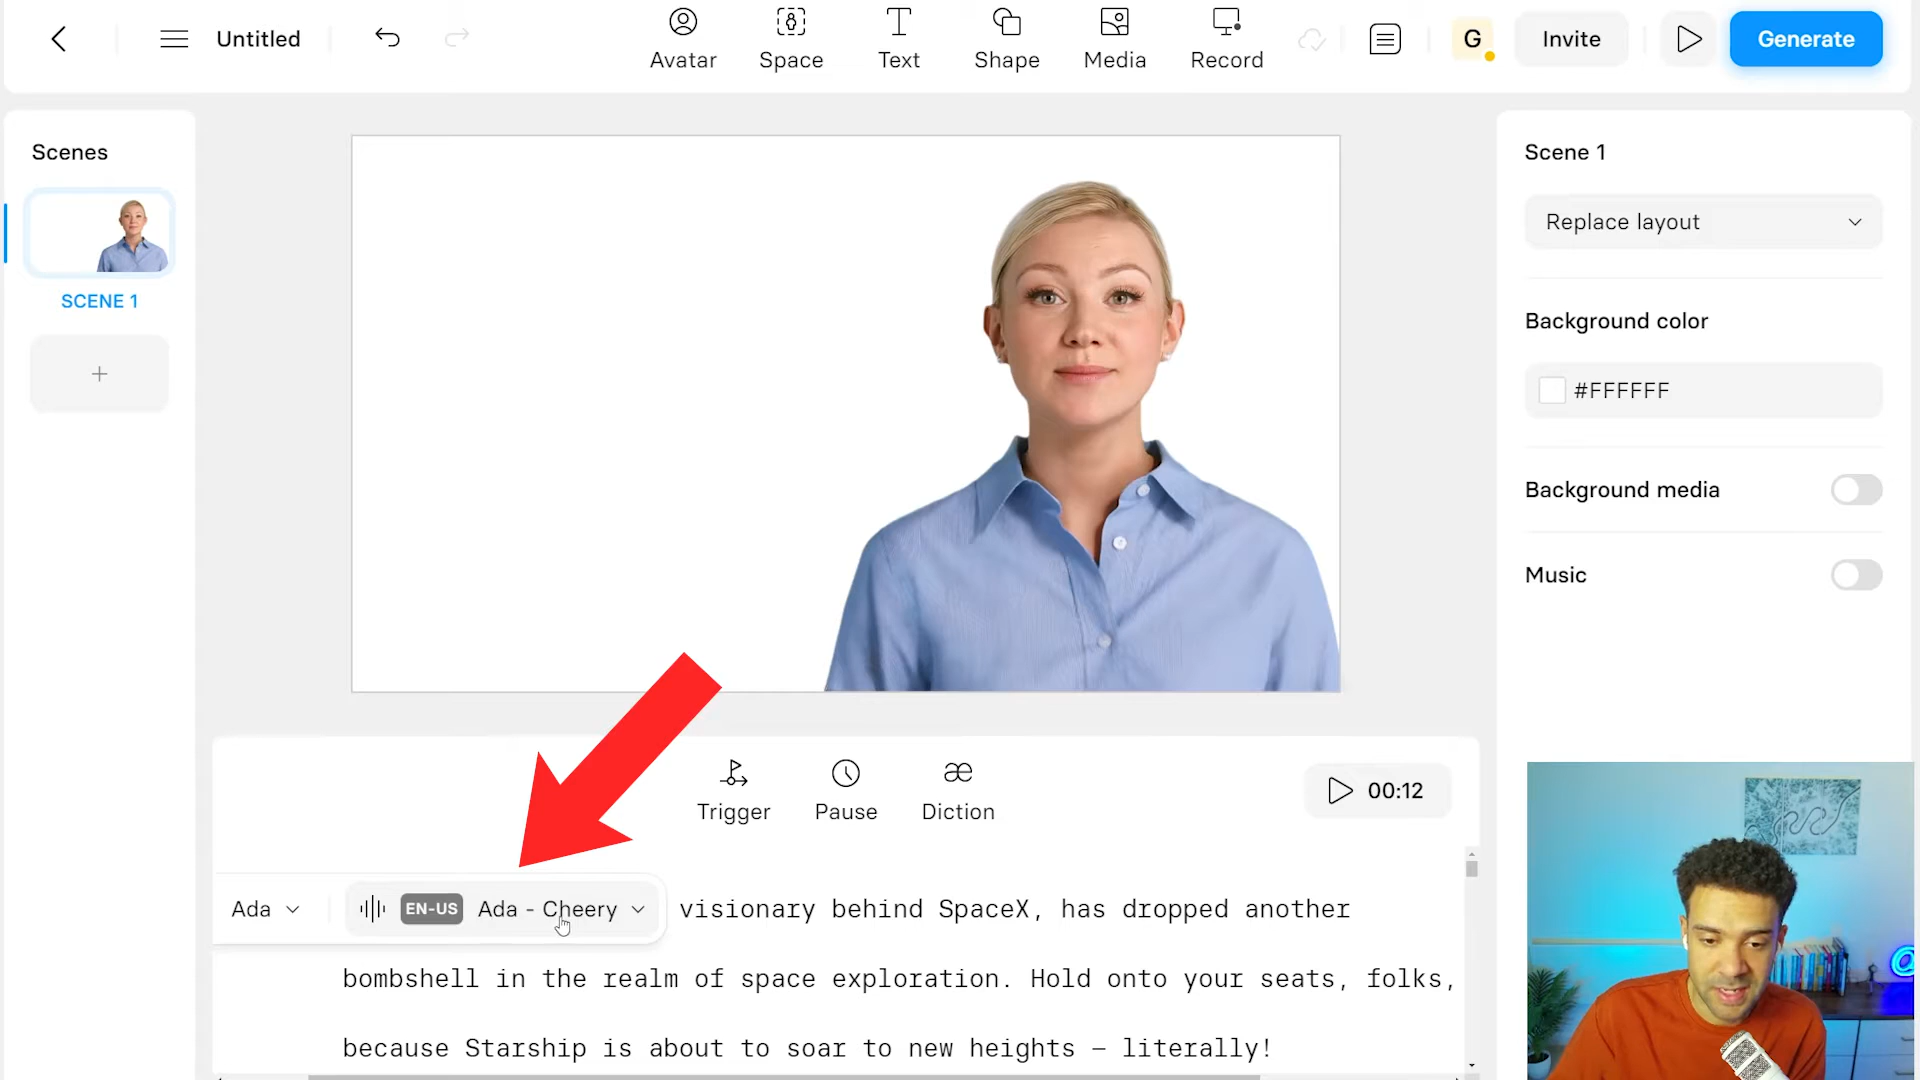 Untitled
Avatar
Space
Text
Shape
Media
Record
G
Invite
Generate
Scenes
SCENE 1
Scene 1
Replace layout
Background color
#FFFFFF
Background media
Music
Trigger
Pause
æ
Diction
00:12
Ada
EN-US Ada - Cheery
visionary behind SpaceX, has dropped another
bombshell in the realm of space exploration. Hold onto your seats, folks,
because Starship is about to soar to new heights – literally!